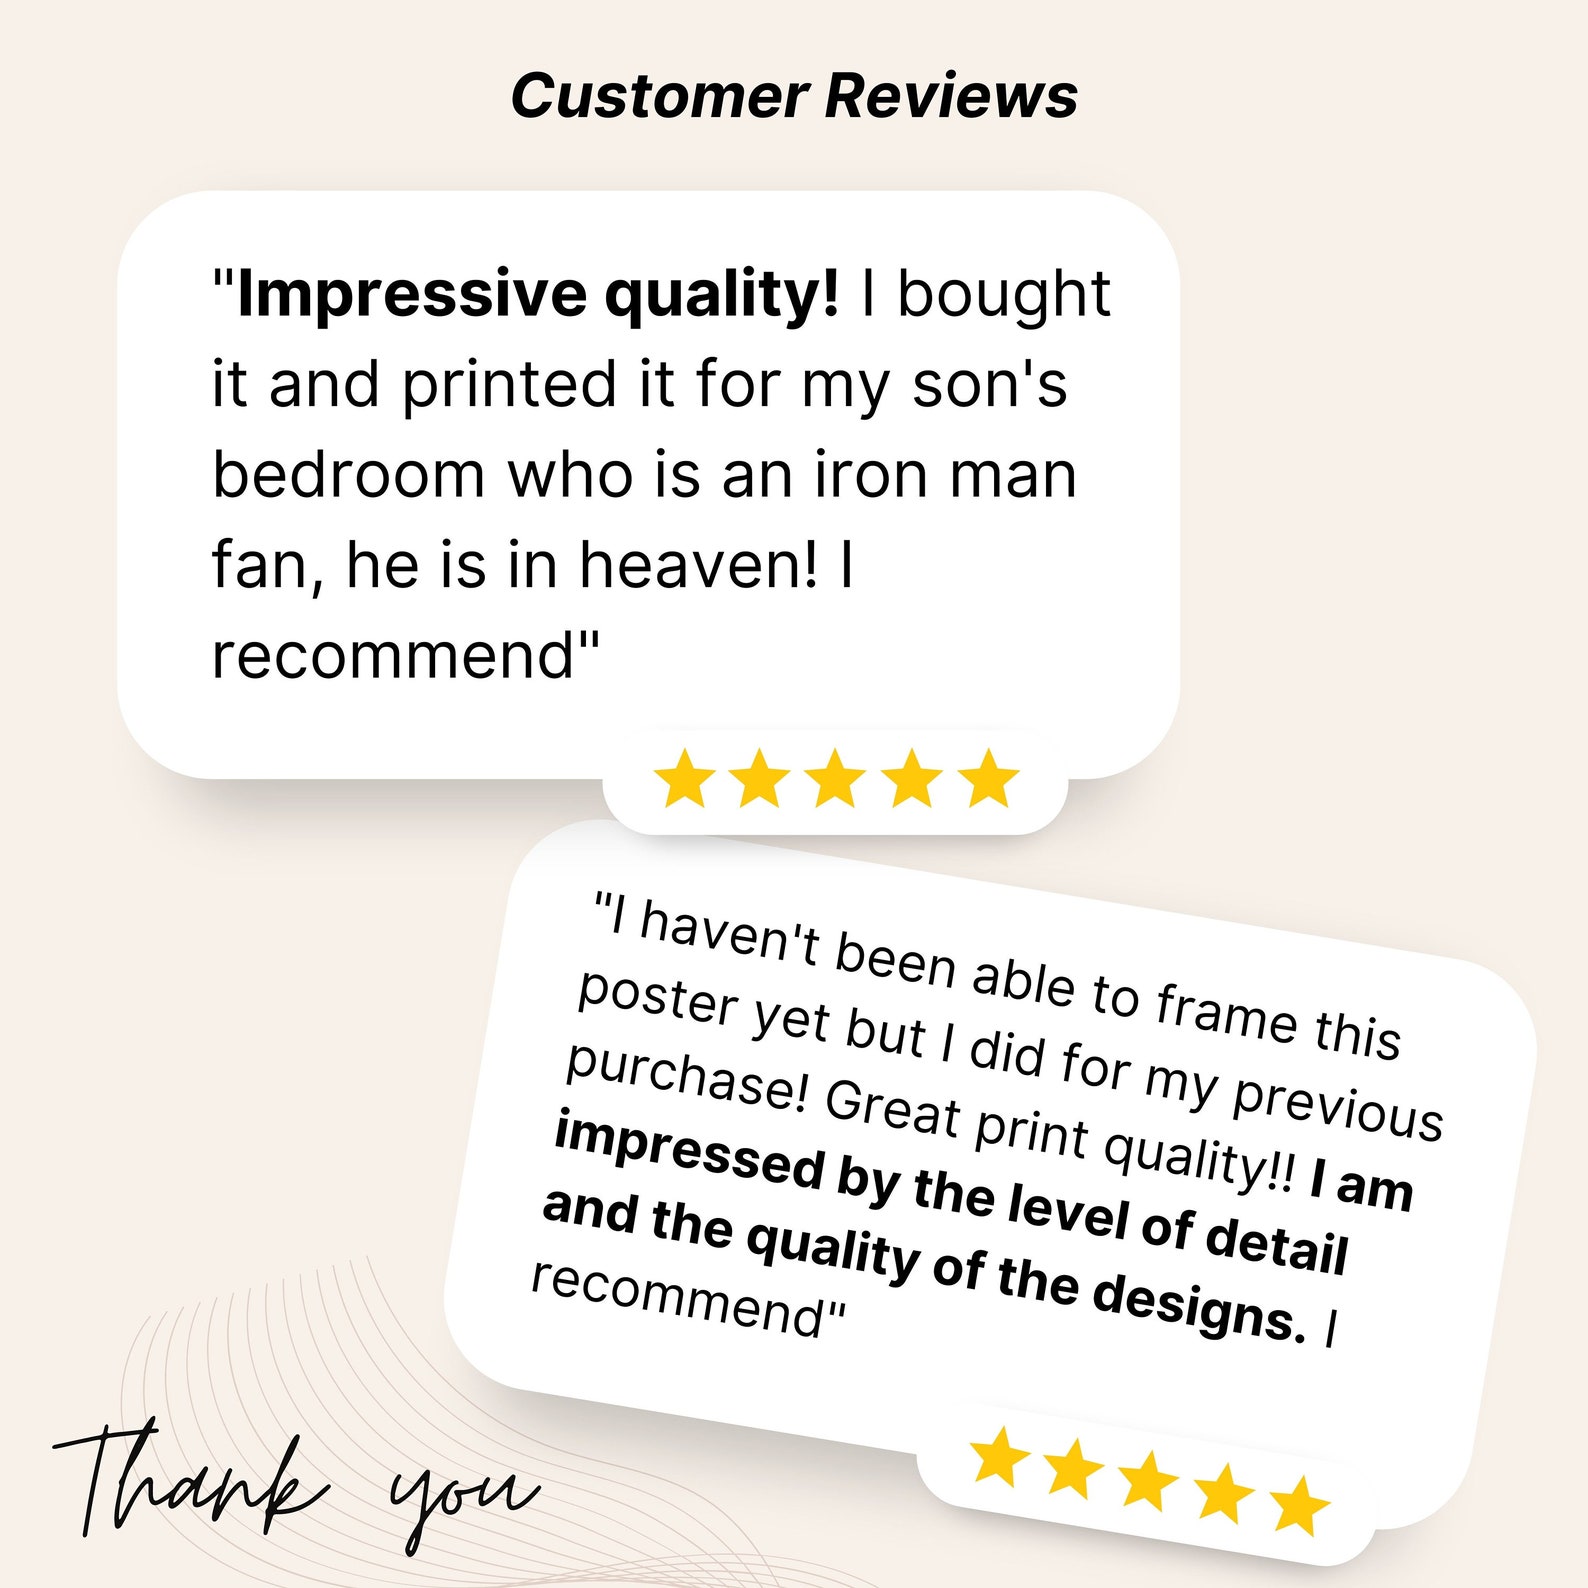 Customer Reviews
"Impressive quality! I bought
it and printed it for my son's
bedroom who is an iron man
fan, he is in heaven! I
recommend"
"I haven't been able to frame this
poster yet but I did for my previous
purchase! Great print quality!! I am
impressed by the level of detail
and the quality of the designs. I
recommend"
Thank you